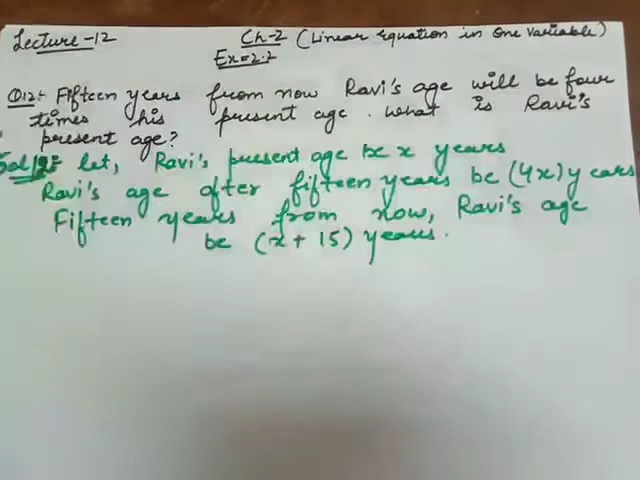 Lecture-12
Ch-2 (Linear Equation in One Variable)
Ex=2.2
Q12:- Fifteen years from now Ravi's age will be four
times his present age. What is Ravi's
present age?
Sol let, Ravi's present age be x years
Ravi's age after fifteen years be (4x) years
Fifteen years from now, Ravi's age
be (x+15) years.